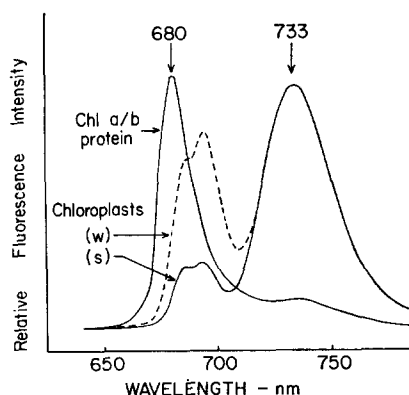 680
733
Relative Fluorescence Intensity
Chl a/b
protein
Chloroplasts
(w)
(s)
650
700
750
WAVELENGTH – nm